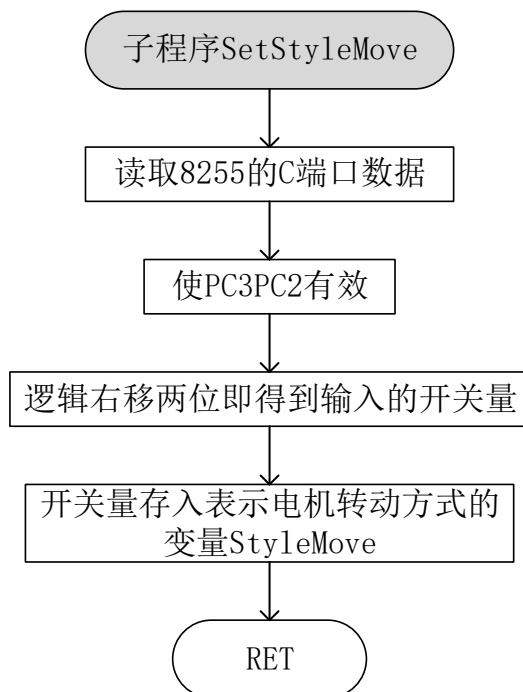 子程序SetStyleMove
读取8255的C端口数据
使PC3PC2有效
逻辑右移两位即得到输入的开关量
开关量存入表示电机转动方式的
变量StyleMove
RET